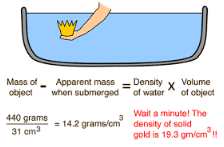 Mass of object - Apparent mass when submerged = Density of water x Volume of object
440 grams / 31 cm³ = 14.2 grams/cm³
Wait a minute! The
density of solid
gold is 19.3 gm/cm³!!